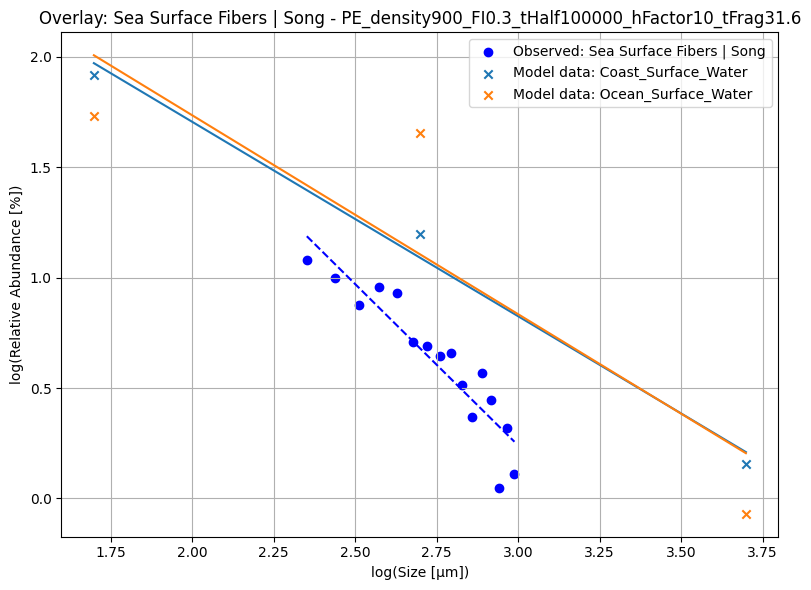 Overlay: Sea Surface Fibers | Song - PE_density900_FI0.3_tHalf100000_hFactor10_tFrag31.6
Observed: Sea Surface Fibers | Song
Model data: Coast_Surface_Water
Model data: Ocean_Surface_Water
log(Relative Abundance [%])
2.0
1.5
1.0
0.5
0.0
1.75 2.00 2.25 2.50 2.75 3.00 3.25 3.50 3.75
log(Size [µm])